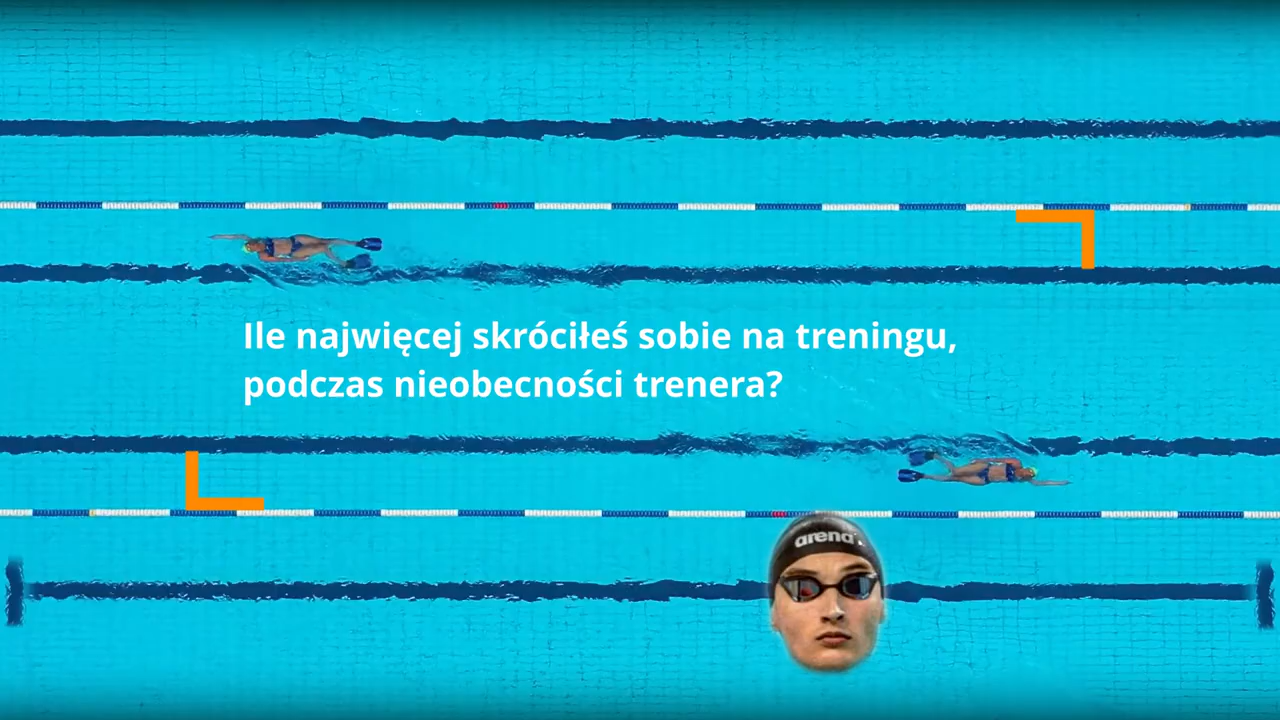 Ile najwięcej skróciłeś sobie na treningu,
podczas nieobecności trenera?
arena